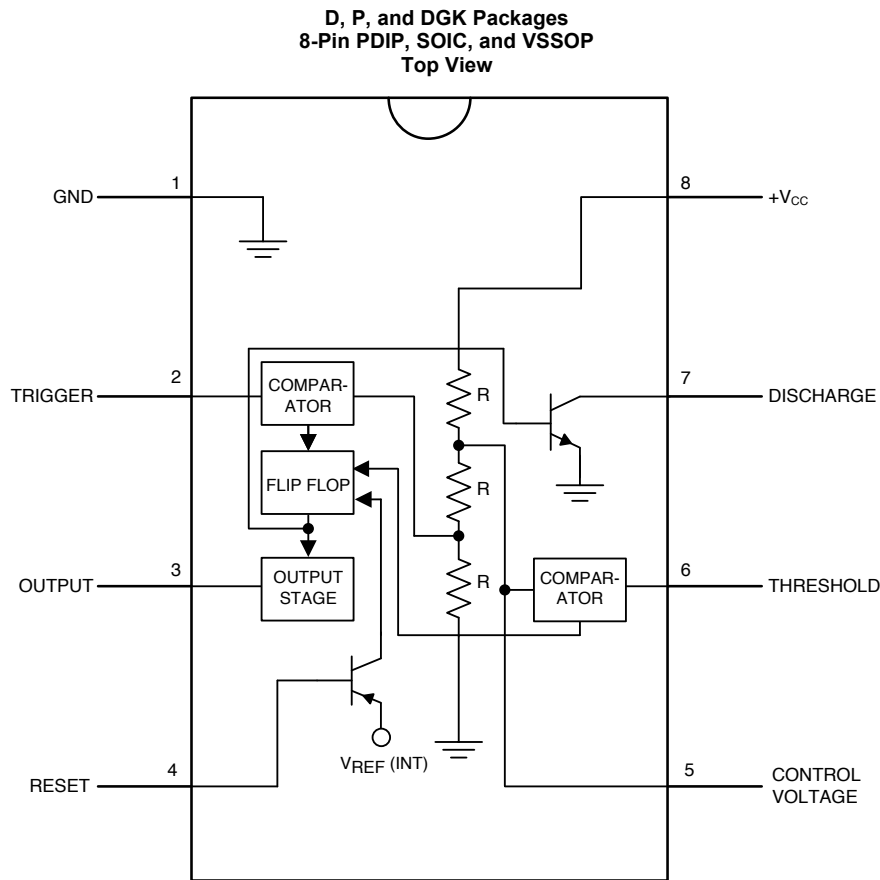 D, P, and DGK Packages
8-Pin PDIP, SOIC, and VSSOP
Top View
GND
1
8
+VCC
TRIGGER
2
COMPAR-
ATOR
R
7
DISCHARGE
FLIP FLOP
R
OUTPUT
3
OUTPUT
STAGE
R
COMPAR-
ATOR
6
THRESHOLD
VREF (INT)
RESET
4
5
CONTROL
VOLTAGE